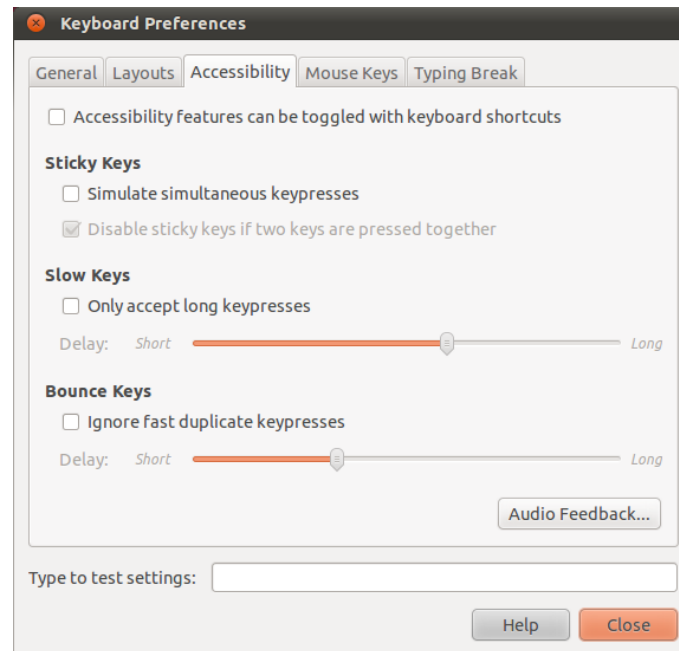 Keyboard Preferences
General Layouts Accessibility Mouse Keys Typing Break
Accessibility features can be toggled with keyboard shortcuts
Sticky Keys
Simulate simultaneous keypresses
Disable sticky keys if two keys are pressed together
Slow Keys
Only accept long keypresses
Delay: Short Long
Bounce Keys
Ignore fast duplicate keypresses
Delay: Short Long
Audio Feedback...
Type to test settings:
Help Close